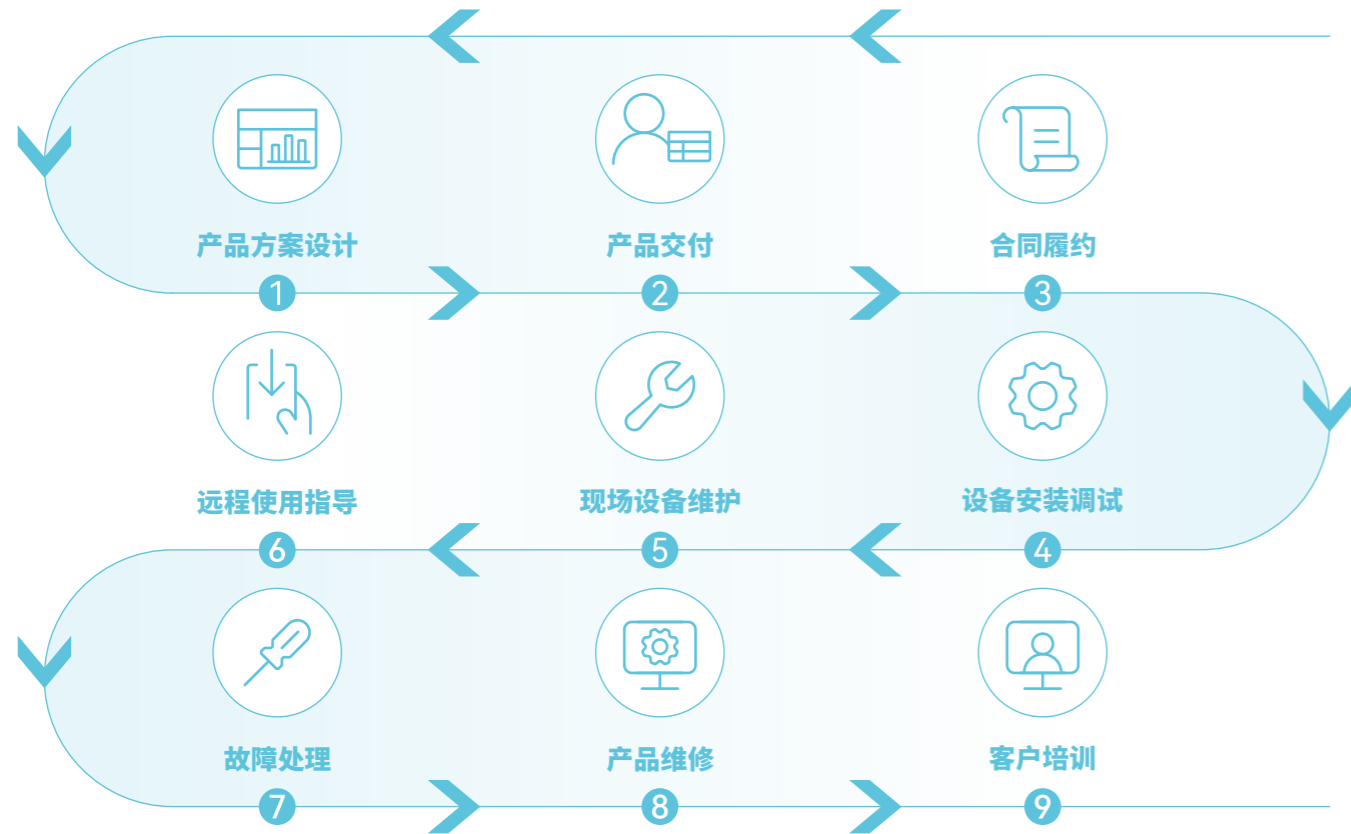 产品方案设计
1
产品交付
2
合同履约
3
设备安装调试
4
现场设备维护
5
远程使用指导
6
故障处理
7
产品维修
8
客户培训
9